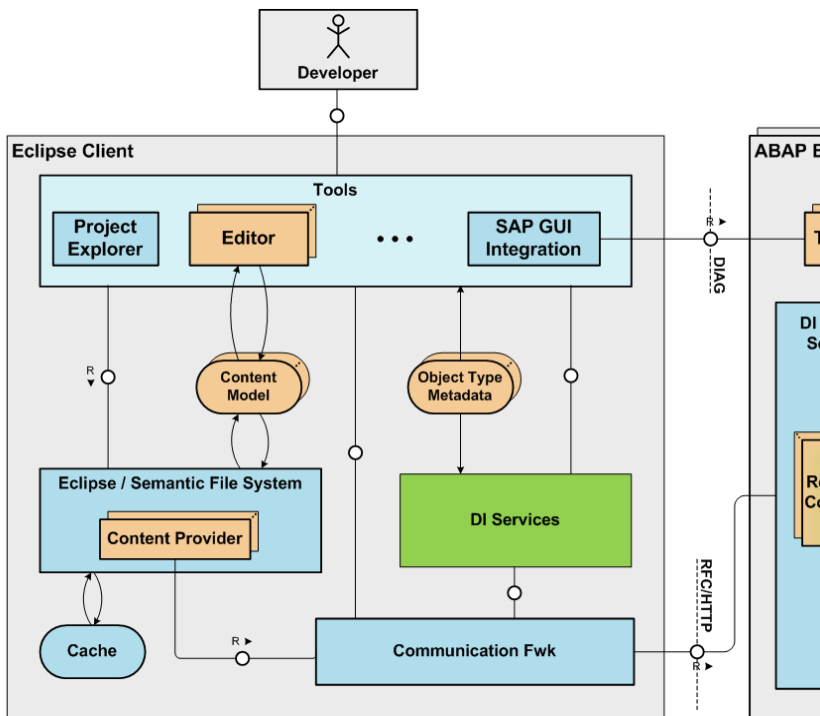 Developer
Eclipse Client
ABAP
Tools
Project
Explorer
Editor
• • •
SAP GUI
Integration
R
DIAG
DI
R
Content
Model
Object Type
Metadata
Eclipse / Semantic File System
Content Provider
DI Services
RFC/HTTP
Cache
R
Communication Fwk
R